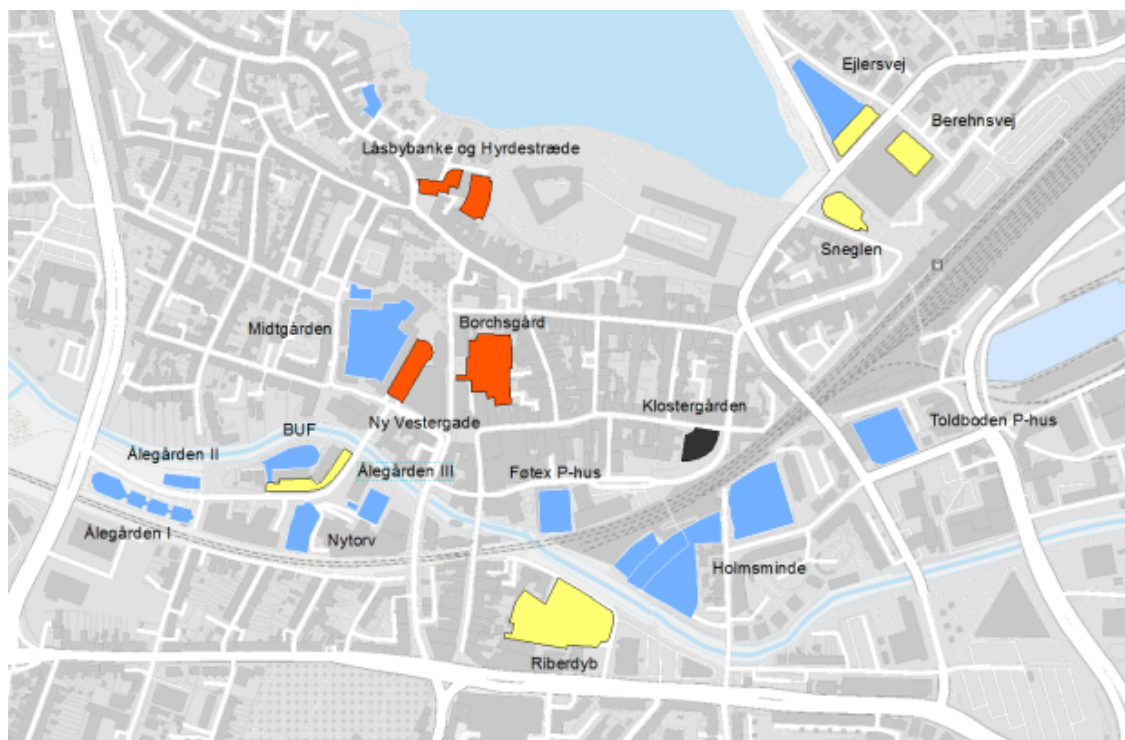 Ejlersvej
Berehnsvej
Låsbybanke og Hyrdestræde
Sneglen
Midtgården
Borchsgård
Klostergården
Ny Vestergade
Toldboden P-hus
BUF
Ålegården II
Ålegården III
Føtex P-hus
Ålegården I
Nytorv
Holmsminde
Riberdyb